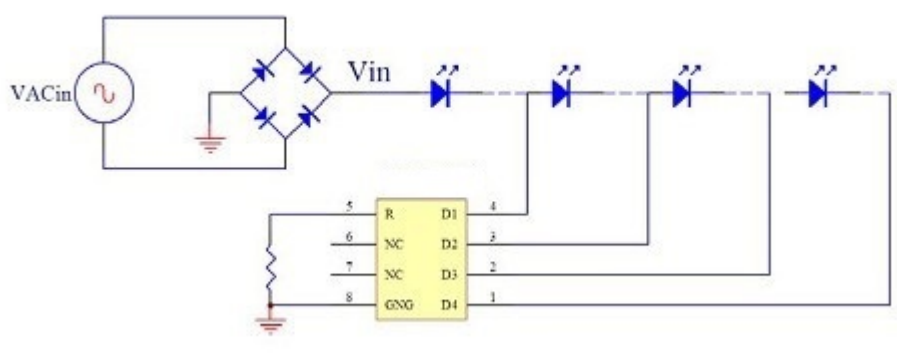 VACin
Vin
5 R D1 4
6 NC D2 3
7 NC D3 2
8 GNG D4 1